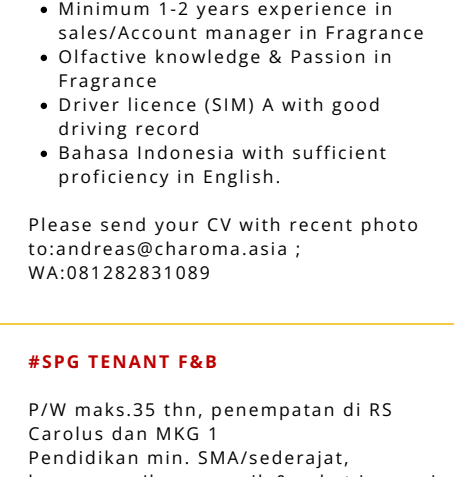 • Minimum 1-2 years experience in
sales/Account manager in Fragrance
• Olfactive knowledge & Passion in
Fragrance
• Driver licence (SIM) A with good
driving record
• Bahasa Indonesia with sufficient
proficiency in English.
Please send your CV with recent photo
to:andreas@charoma.asia ;
WA:081282831089
#SPG TENANT F&B
P/W maks.35 thn, penempatan di RS
Carolus dan MKG 1
Pendidikan min. SMA/sederajat,